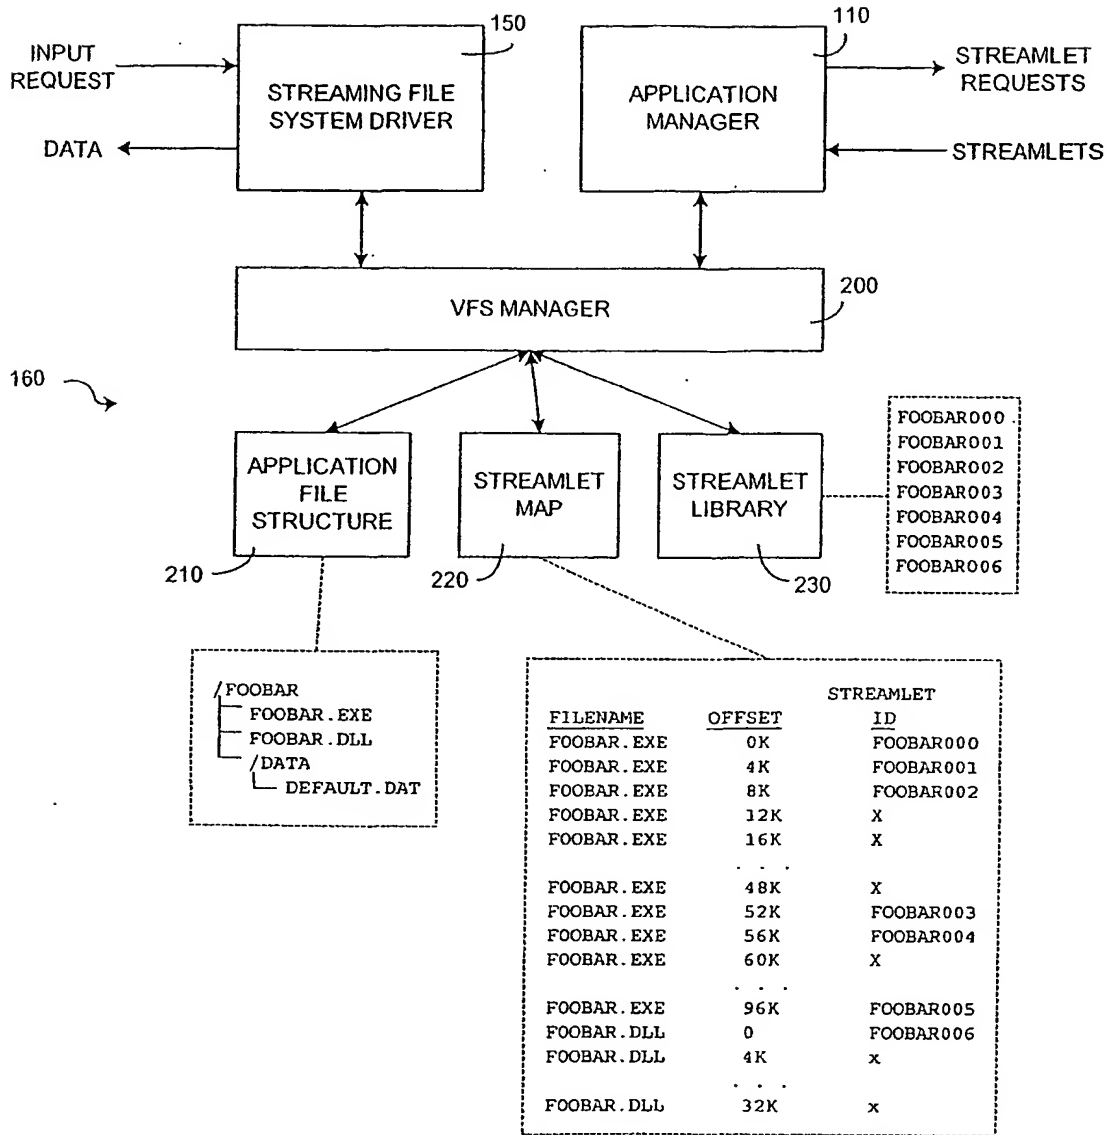 150
110
INPUT
REQUEST
STREAMING FILE
SYSTEM DRIVER
APPLICATION
MANAGER
STREAMLET
REQUESTS
DATA
STREAMLETS
VFS MANAGER
200
160
APPLICATION
FILE
STRUCTURE
STREAMLET
MAP
STREAMLET
LIBRARY
210
220
230
FOOBAR000
FOOBAR001
FOOBAR002
FOOBAR003
FOOBAR004
FOOBAR005
FOOBAR006
/FOOBAR
FOOBAR.EXE
FOOBAR.DLL
/DATA
DEFAULT.DAT
STREAMLET
FILENAME OFFSET ID
FOOBAR.EXE 0K FOOBAR000
FOOBAR.EXE 4K FOOBAR001
FOOBAR.EXE 8K FOOBAR002
FOOBAR.EXE 12K X
FOOBAR.EXE 16K X
. . .
FOOBAR.EXE 48K X
FOOBAR.EXE 52K FOOBAR003
FOOBAR.EXE 56K FOOBAR004
FOOBAR.EXE 60K X
. . .
FOOBAR.EXE 96K FOOBAR005
FOOBAR.DLL 0 FOOBAR006
FOOBAR.DLL 4K x
. . .
FOOBAR.DLL 32K x